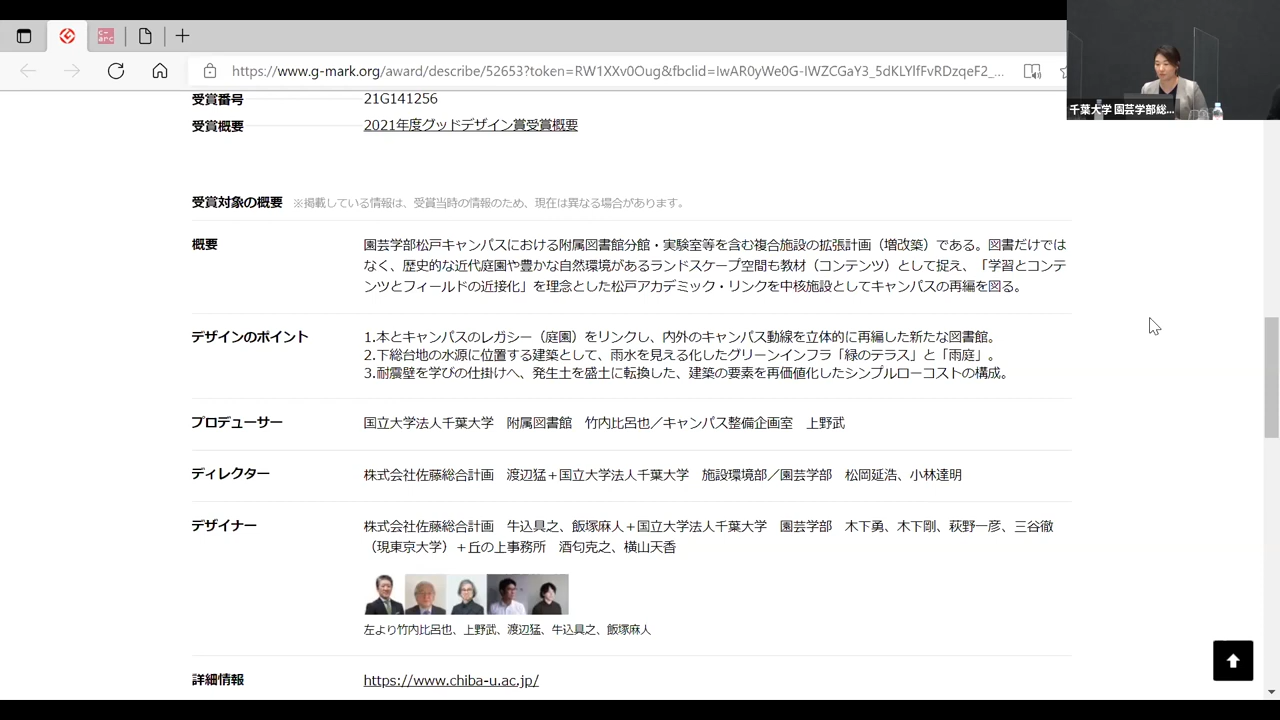 https://www.g-mark.org/award/describe/52653?token=RW1XXv0Oug&fbclid=IwAR0yWe0G-IWZCGaY3_5dKLYlfFvRDzqeF2_...
千葉大学 園芸学部総...
受賞番号 21G141256
受賞概要 2021年度グッドデザイン賞受賞概要
受賞対象の概要 ※掲載している情報は、受賞当時の情報のため、現在は異なる場合があります。
概要 園芸学部松戸キャンパスにおける附属図書館分館・実験室等を含む複合施設の拡張計画（増改築）である。図書だけでは
なく、歴史的な近代庭園や豊かな自然環境があるランドスケープ空間も教材（コンテンツ）として捉え、「学習とコンテ
ンツとフィールドの近接化」を理念とした松戸アカデミック・リンクを中核施設としてキャンパスの再編を図る。
デザインのポイント 1.本とキャンパスのレガシー（庭園）をリンクし、内外のキャンパス動線を立体的に再編した新たな図書館。
2.下総台地の水源に位置する建築として、雨水を見える化したグリーンインフラ「緑のテラス」と「雨庭」。
3.耐震壁を学びの仕掛けへ、発生土を盛土に転換した、建築の要素を再価値化したシンプルローコストの構成。
プロデューサー 国立大学法人千葉大学　附属図書館　竹内比呂也／キャンパス整備企画室　上野武
ディレクター 株式会社佐藤総合計画　渡辺猛＋国立大学法人千葉大学　施設環境部／園芸学部　松岡延浩、小林達明
デザイナー 株式会社佐藤総合計画　牛込具之、飯塚麻人＋国立大学法人千葉大学　園芸学部　木下勇、木下剛、萩野一彦、三谷徹
（現東京大学）＋丘の上事務所　酒匂克之、横山天香
左より竹内比呂也、上野武、渡辺猛、牛込具之、飯塚麻人
詳細情報 https://www.chiba-u.ac.jp/